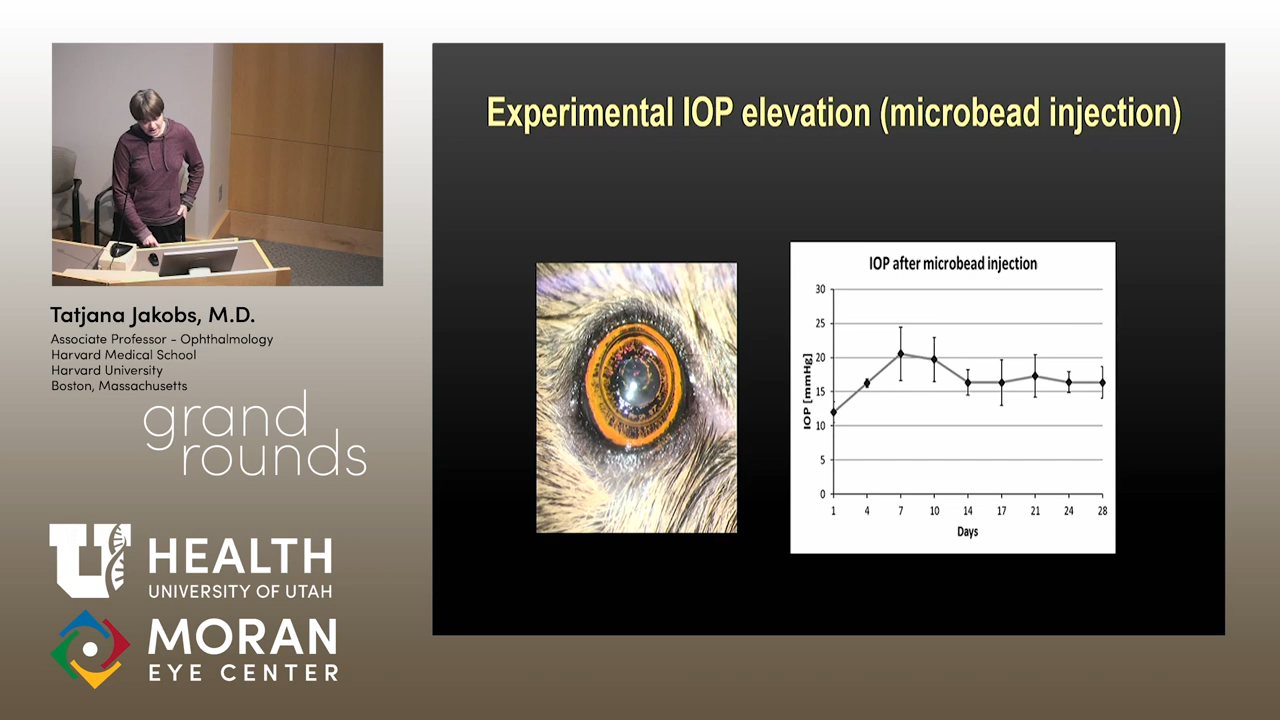 Experimental IOP elevation (microbead injection)
IOP after microbead injection
30
25
20
15
10
5
0
IOP [mmHg]
1 4 7 10 14 17 21 24 28
Days
Tatjana Jakobs, M.D.
Associate Professor - Ophthalmology
Harvard Medical School
Harvard University
Boston, Massachusetts
grand
rounds
U HEALTH
UNIVERSITY OF UTAH
MORAN
EYE CENTER